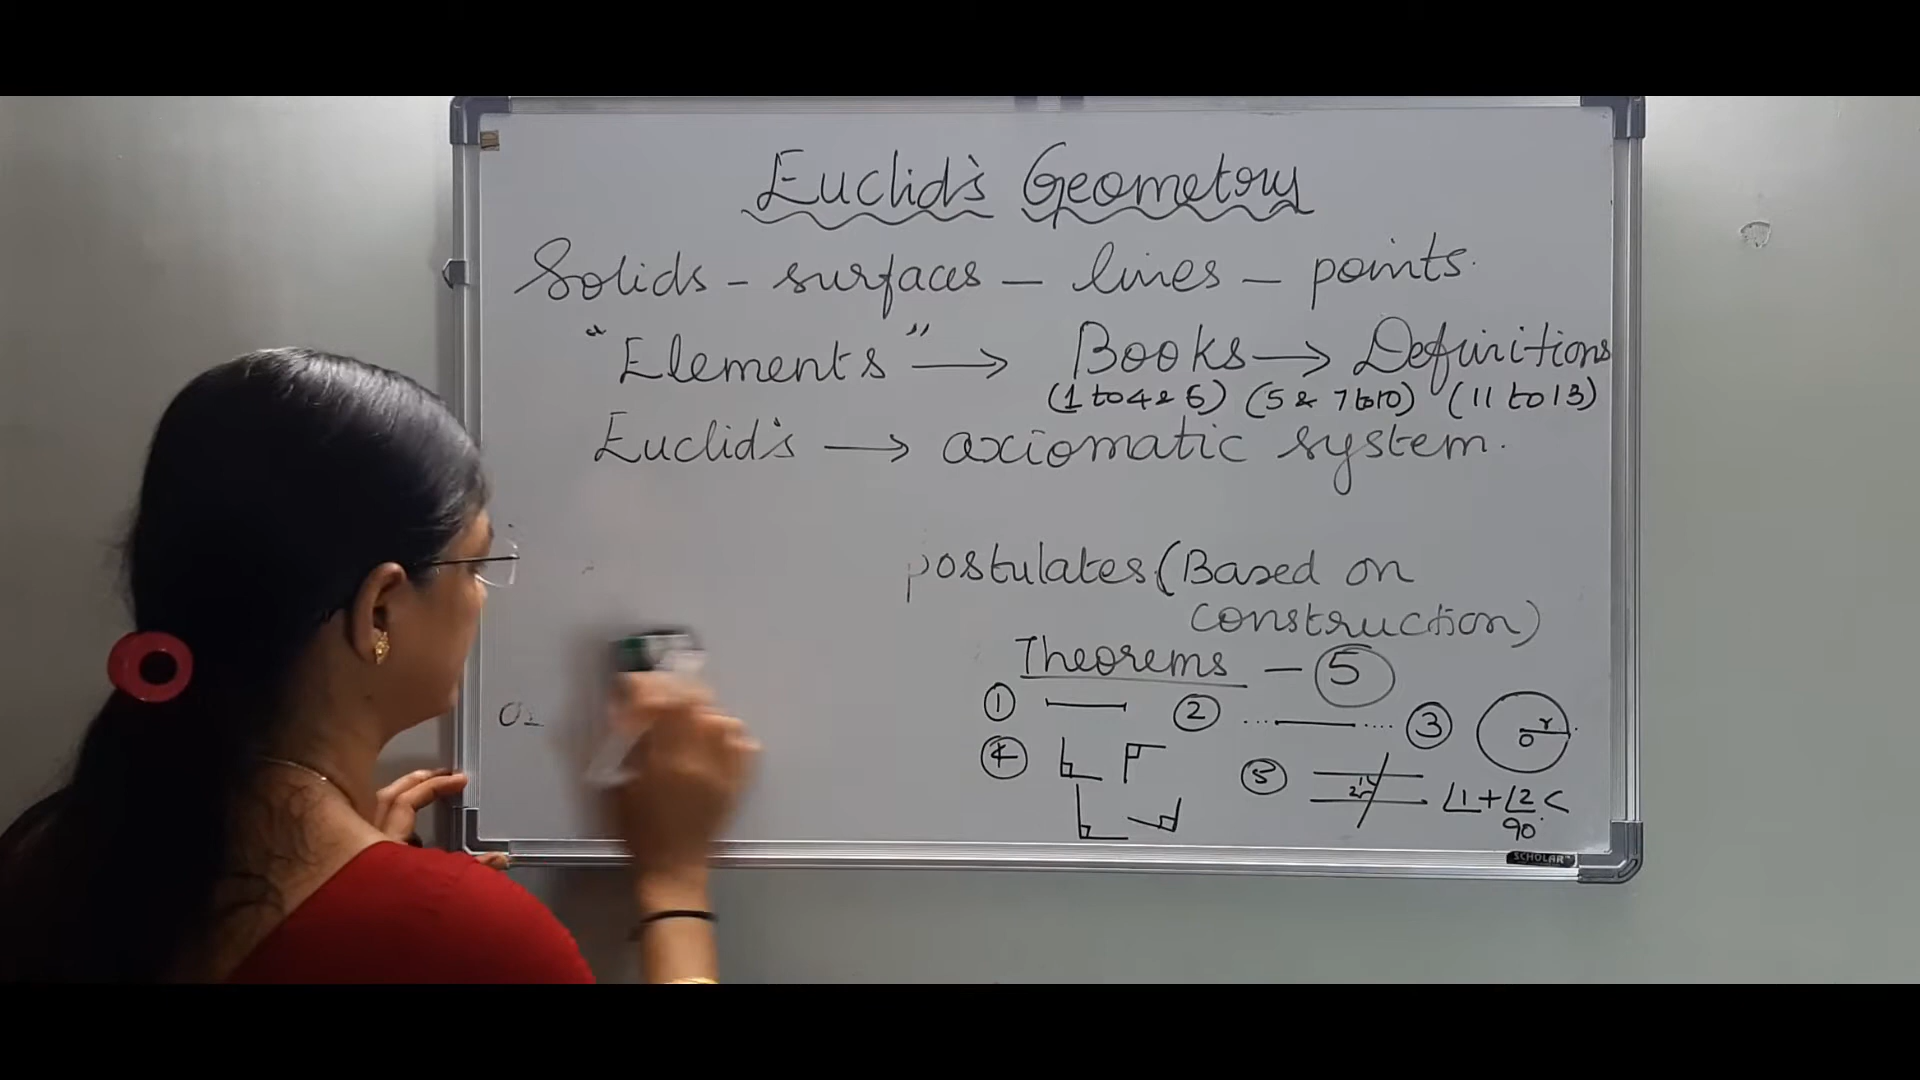 Euclid's Geometry
Solids - surfaces - lines - points.
"Elements" → Books → Definitions
(1 to 4 & 6) (5 & 7 to 10) (11 to 13)
Euclid's → axiomatic system.
postulates (Based on
construction)
Theorems - 5
1 2 3 r O
4 5 1 2 ∠1 + ∠2 <
90
SCHOLAR